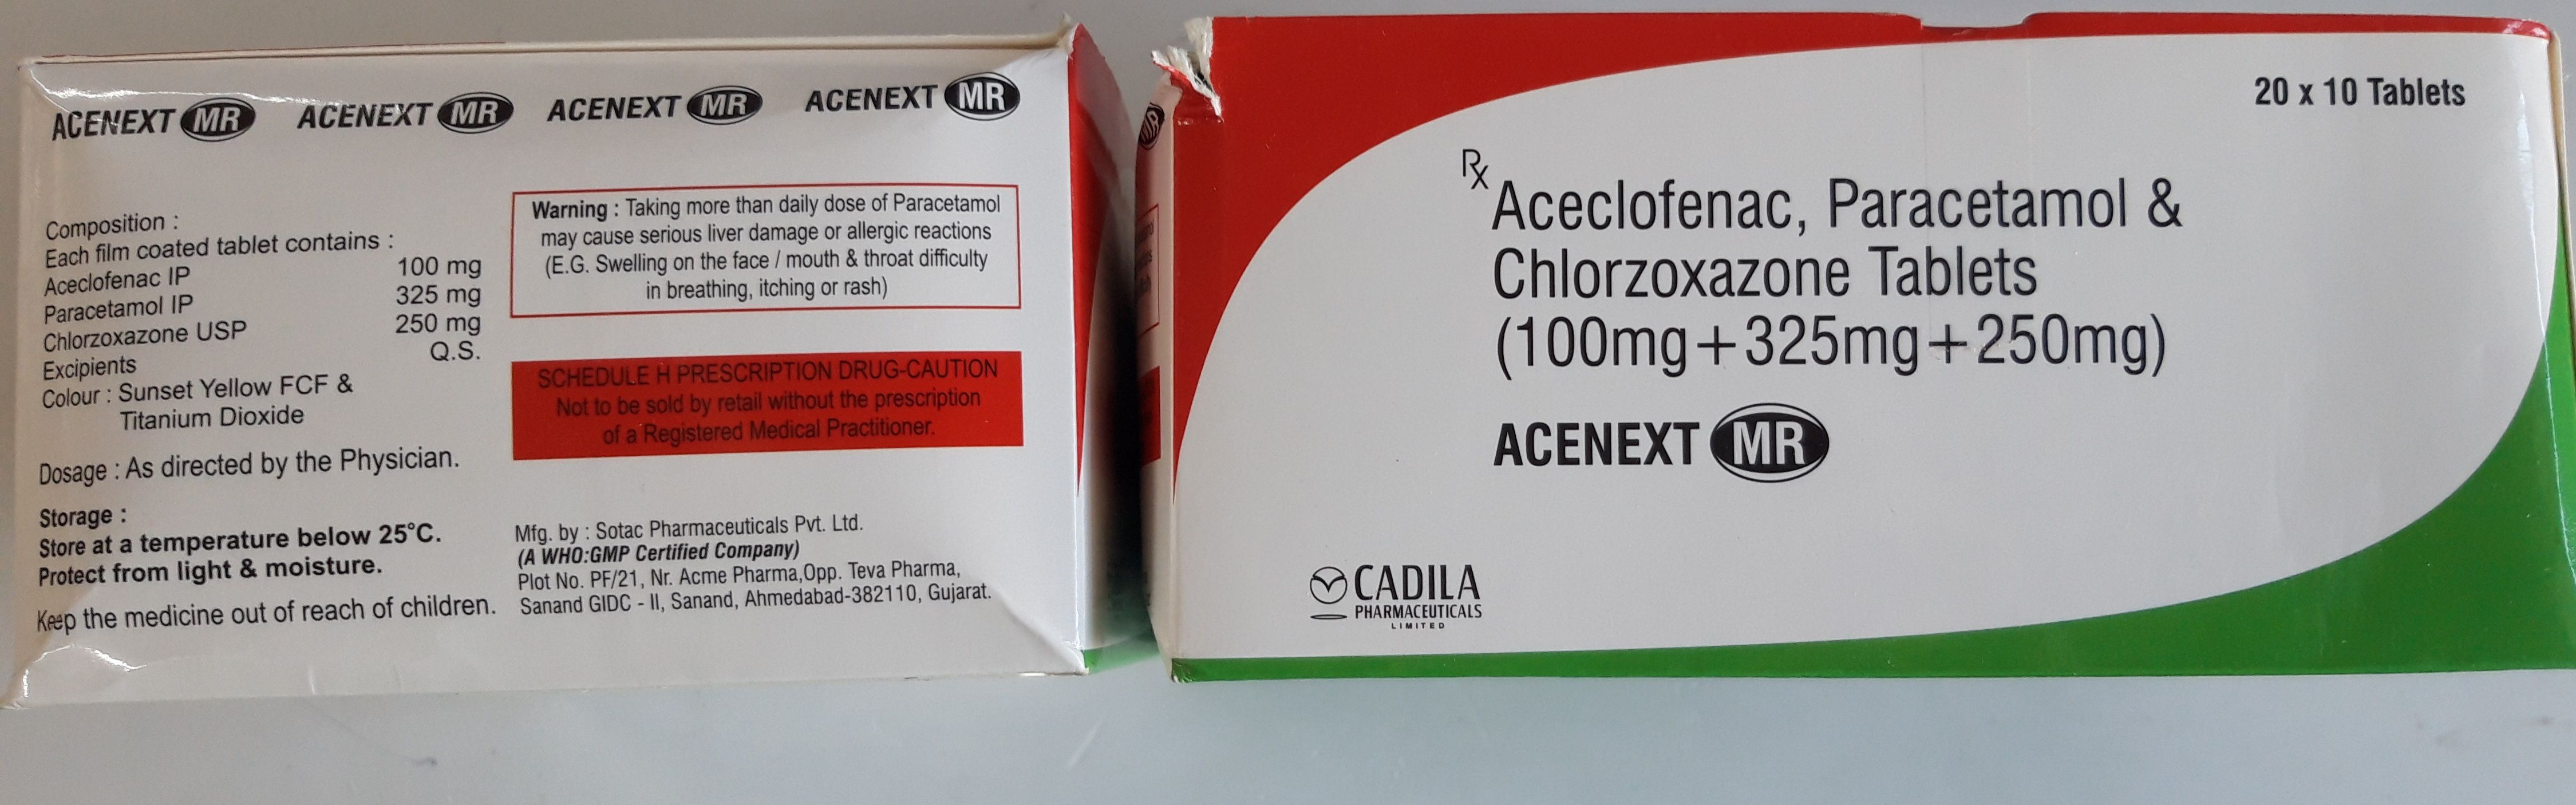 ACENEXT MR ACENEXT MR ACENEXT MR ACENEXT MR
Composition :
Each film coated tablet contains :
Aceclofenac IP 100 mg
Paracetamol IP 325 mg
Chlorzoxazone USP 250 mg
Excipients Q.S.
Colour : Sunset Yellow FCF &
Titanium Dioxide
Dosage : As directed by the Physician.
Storage :
Store at a temperature below 25°C.
Protect from light & moisture.
Keep the medicine out of reach of children.
Warning : Taking more than daily dose of Paracetamol
may cause serious liver damage or allergic reactions
(E.G. Swelling on the face / mouth & throat difficulty
in breathing, itching or rash)
SCHEDULE H PRESCRIPTION DRUG-CAUTION
Not to be sold by retail without the prescription
of a Registered Medical Practitioner.
Mfg. by : Sotac Pharmaceuticals Pvt. Ltd.
(A WHO:GMP Certified Company)
Plot No. PF/21, Nr. Acme Pharma,Opp. Teva Pharma,
Sanand GIDC - II, Sanand, Ahmedabad-382110, Gujarat.
MR
20 x 10 Tablets
Rx
Aceclofenac, Paracetamol &
Chlorzoxazone Tablets
(100mg+325mg+250mg)
ACENEXT MR
CADILA
PHARMACEUTICALS
LIMITED